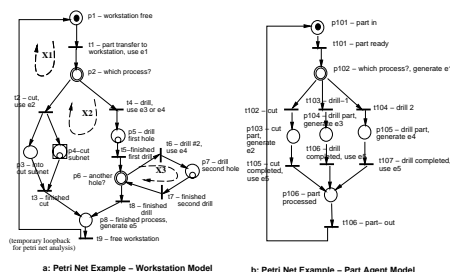 p1 – workstation free
t1 – part transfer to
workstation, use e1
X1
p2 – which process?
t2 – cut,
use e2
X2
t4 – drill,
use e3 or e4
p5 – drill
first hole
p4–cut
subnet
p3 – into
cut subnet
t5–finished
first drill
t6 – drill #2,
use e4
p7 – drill
second hole
p6 – another
hole?
X3
t3 – finished
cut
t7 – finished
second drill
t8 – finished
drill
p8 – finished process,
generate e5
(temporary loopback
for petri net analysis)
t9 – free workstation
a: Petri Net Example – Workstation Model
p101 – part in
t101 – part ready
p102 – which process?, generate e1
t102 – cut
t103 – drill–1
t104 – drill 2
p103 – cut
part,
generate
e2
p104 – drill part,
generate e3
p105 – drill part,
generate e4
t105 – cut
completed,
use e5
t106 – drill
completed, use e5
t107 – drill completed,
use e5
p106 – part
processed
t106 – part– out
b: Petri Net Example – Part Agent Model